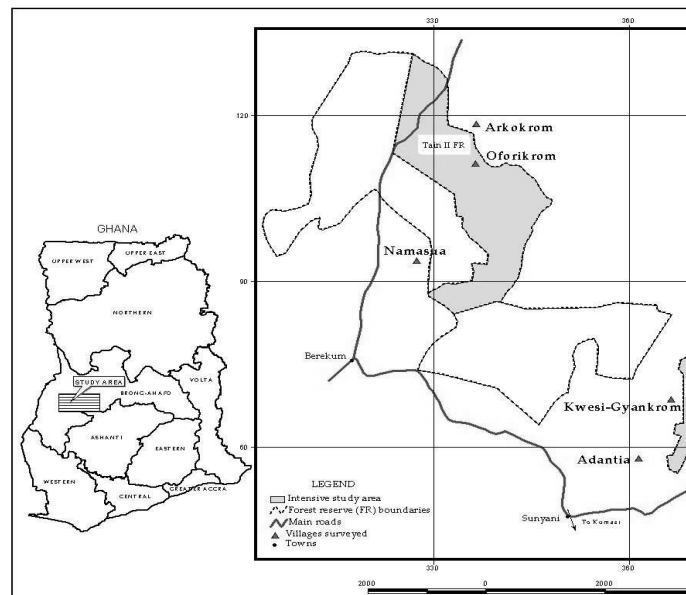 GHANA
UPPER WEST
UPPER EAST
NORTHERN
STUDY AREA
BRONG-AHAFO
VOLTA
ASHANTI
EASTERN
WESTERN
CENTRAL
GREATER ACCRA
330
360
120
Arkokrom
Tain II FR
Oforikrom
Namasua
90
Berekum
Kwesi-Gyankrom
60
Adantia
Sunyani
To Kumasi
LEGEND
Intensive study area
Forest reserve (FR) boundaries
Main roads
Villages surveyed
Towns
330
360
2000
0
2000